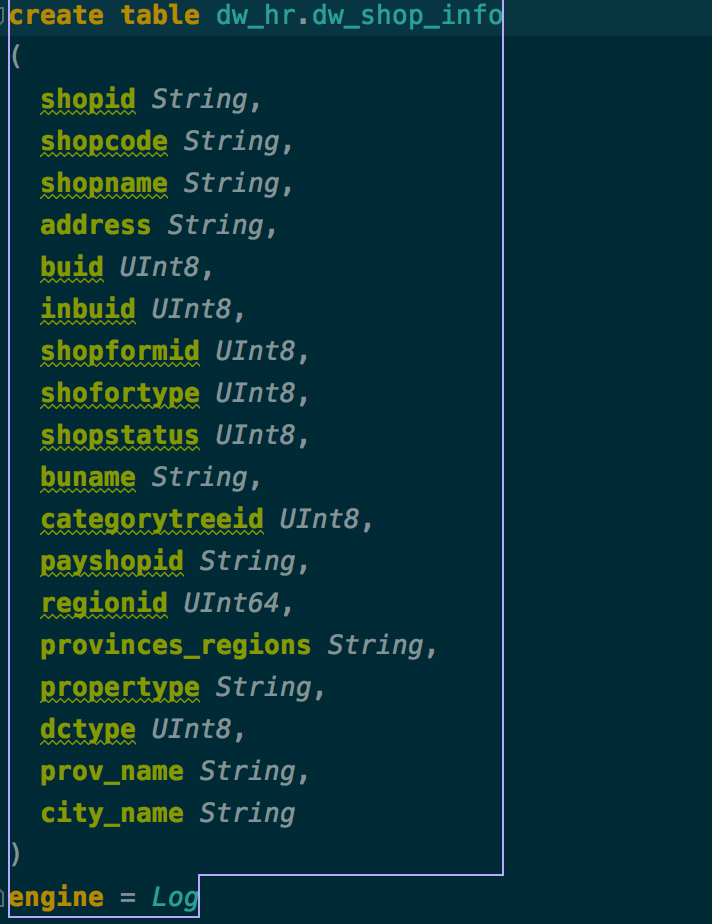 create table dw_hr.dw_shop_info
(
shopid String,
shopcode String,
shopname String,
address String,
buid UInt8,
inbuid UInt8,
shopformid UInt8,
shofortype UInt8,
shopstatus UInt8,
buname String,
categorytreeid UInt8,
payshopid String,
regionid UInt64,
provinces_regions String,
propertype String,
dctype UInt8,
prov_name String,
city_name String
)
engine = Log